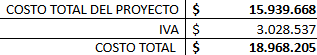 COSTO TOTAL DEL PROYECTO $ 15.939.668
IVA $ 3.028.537
COSTO TOTAL $ 18.968.205